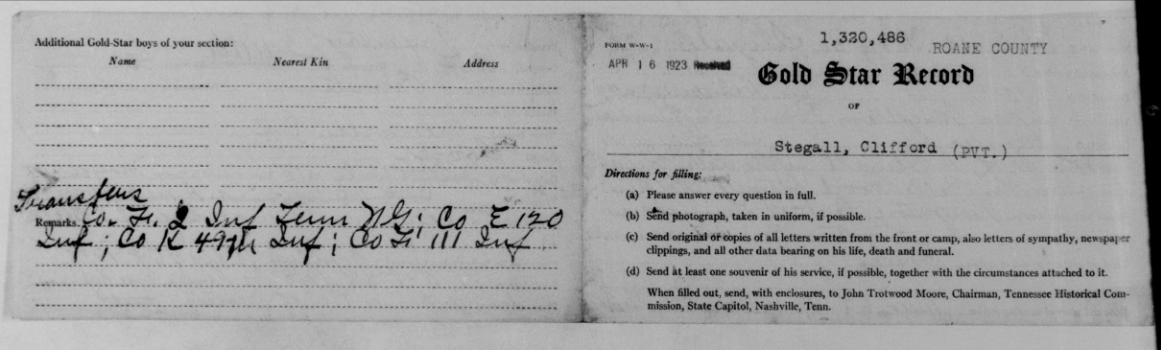 Additional Gold-Star boys of your section:
Name Nearest Kin Address
Transfers
Remarks Co. F. 2 Inf Tenn NG; Co E 120
Inf; Co K 49th Inf; Co F 111 Inf
FORM W-W-1
1,320,486
ROANE COUNTY
APR 16 1923 Received
Gold Star Record
OF
Stegall, Clifford (PVT.)
Directions for filling:
(a) Please answer every question in full.
(b) Send photograph, taken in uniform, if possible.
(c) Send original or copies of all letters written from the front or camp, also letters of sympathy, newspaper
clippings, and all other data bearing on his life, death and funeral.
(d) Send at least one souvenir of his service, if possible, together with the circumstances attached to it.
When filled out, send, with enclosures, to John Trotwood Moore, Chairman, Tennessee Historical Com-
mission, State Capitol, Nashville, Tenn.